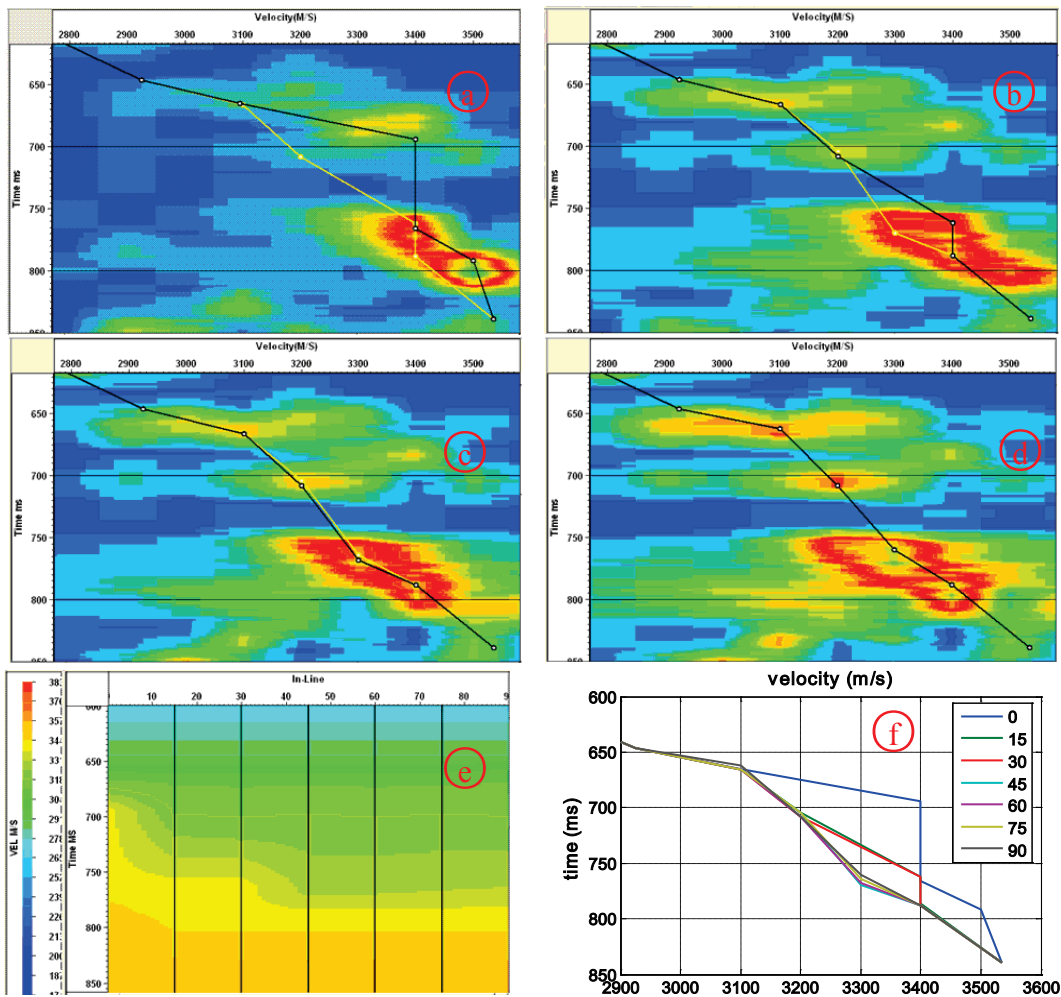 Velocity(M/S)
2800 2900 3000 3100 3200 3300 3400 3500
650
700
750
800
Time ms
a
Velocity(M/S)
2800 2900 3000 3100 3200 3300 3400 3500
650
700
750
800
Time ms
b
Velocity(M/S)
2800 2900 3000 3100 3200 3300 3400 3500
650
700
750
800
Time ms
c
Velocity(M/S)
2800 2900 3000 3100 3200 3300 3400 3500
650
700
750
800
Time ms
d
VEL M/S
In-Line
10 20 30 40 50 60 70 80
650
700
750
800
850
Time MS
e
velocity (m/s)
600
650
700
750
800
850
time (ms)
2900 3000 3100 3200 3300 3400 3500 3600
f
0
15
30
45
60
75
90